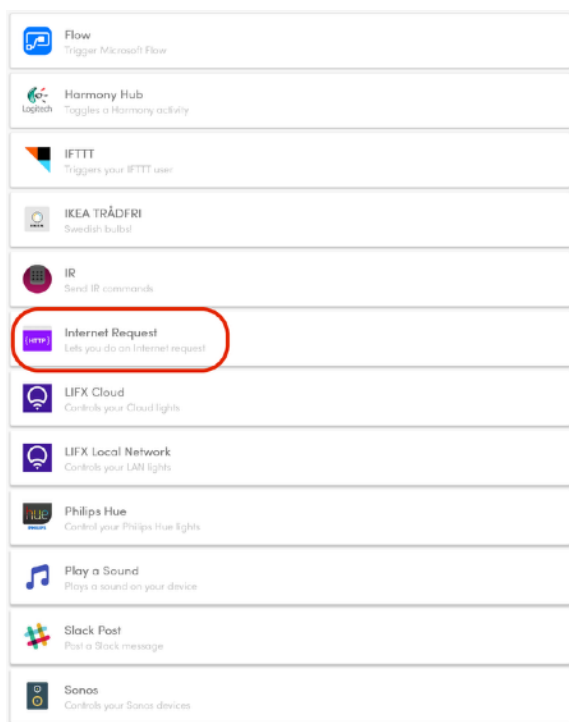 Flow
Trigger Microsoft Flow
Harmony Hub
Logitech
Toggles a Harmony activity
IFTTT
Triggers your IFTTT user
IKEA TRÅDFRI
Swedish bulbs!
IR
Send IR commands
Internet Request
(HTTP)
Lets you do an Internet request
LIFX Cloud
Controls your Cloud lights
LIFX Local Network
Controls your LAN lights
Philips Hue
hue
PHILIPS
Control your Philips Hue lights
Play a Sound
Plays a sound on your device
Slack Post
Post a Slack message
Sonos
Controls your Sonos devices